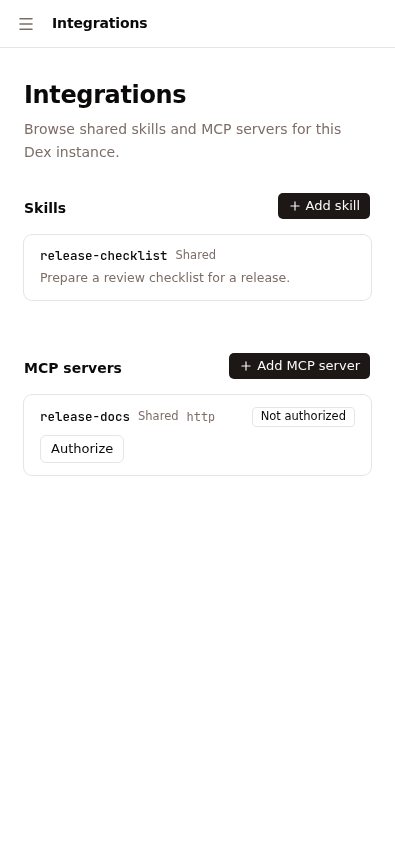 Integrations
Integrations
Browse shared skills and MCP servers for this
Dex instance.
Skills
Add skill
release-checklist Shared
Prepare a review checklist for a release.
MCP servers
Add MCP server
release-docs Shared http
Not authorized
Authorize